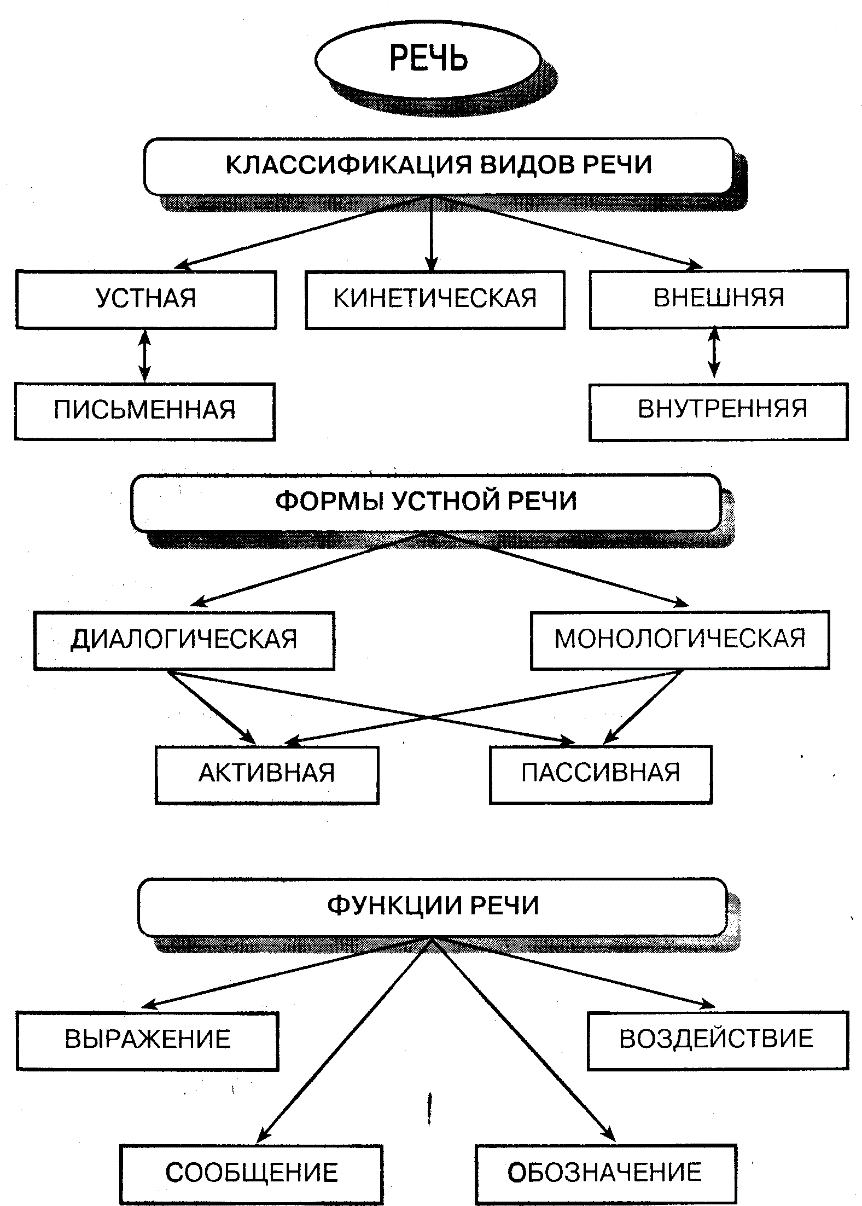 РЕЧЬ
КЛАССИФИКАЦИЯ ВИДОВ РЕЧИ
УСТНАЯ
КИНЕТИЧЕСКАЯ
ВНЕШНЯЯ
ПИСЬМЕННАЯ
ВНУТРЕННЯЯ
ФОРМЫ УСТНОЙ РЕЧИ
ДИАЛОГИЧЕСКАЯ
МОНОЛОГИЧЕСКАЯ
АКТИВНАЯ
ПАССИВНАЯ
ФУНКЦИИ РЕЧИ
ВЫРАЖЕНИЕ
ВОЗДЕЙСТВИЕ
СООБЩЕНИЕ
ОБОЗНАЧЕНИЕ